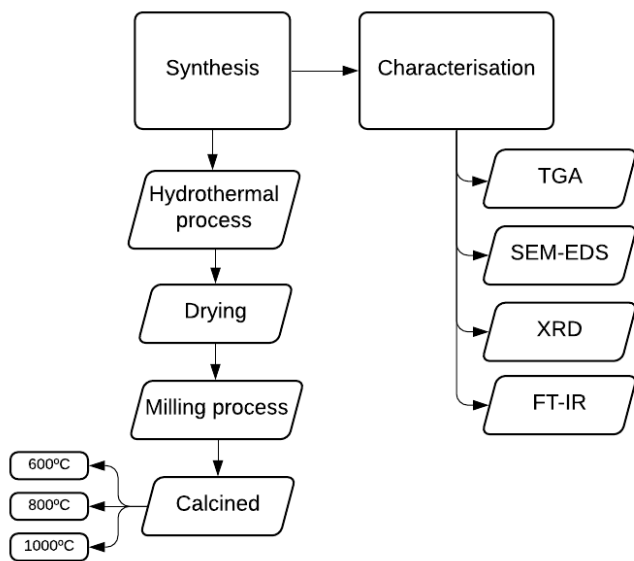 Synthesis
Characterisation
Hydrothermal
process
Drying
Milling process
Calcined
600ºC
800ºC
1000ºC
TGA
SEM-EDS
XRD
FT-IR